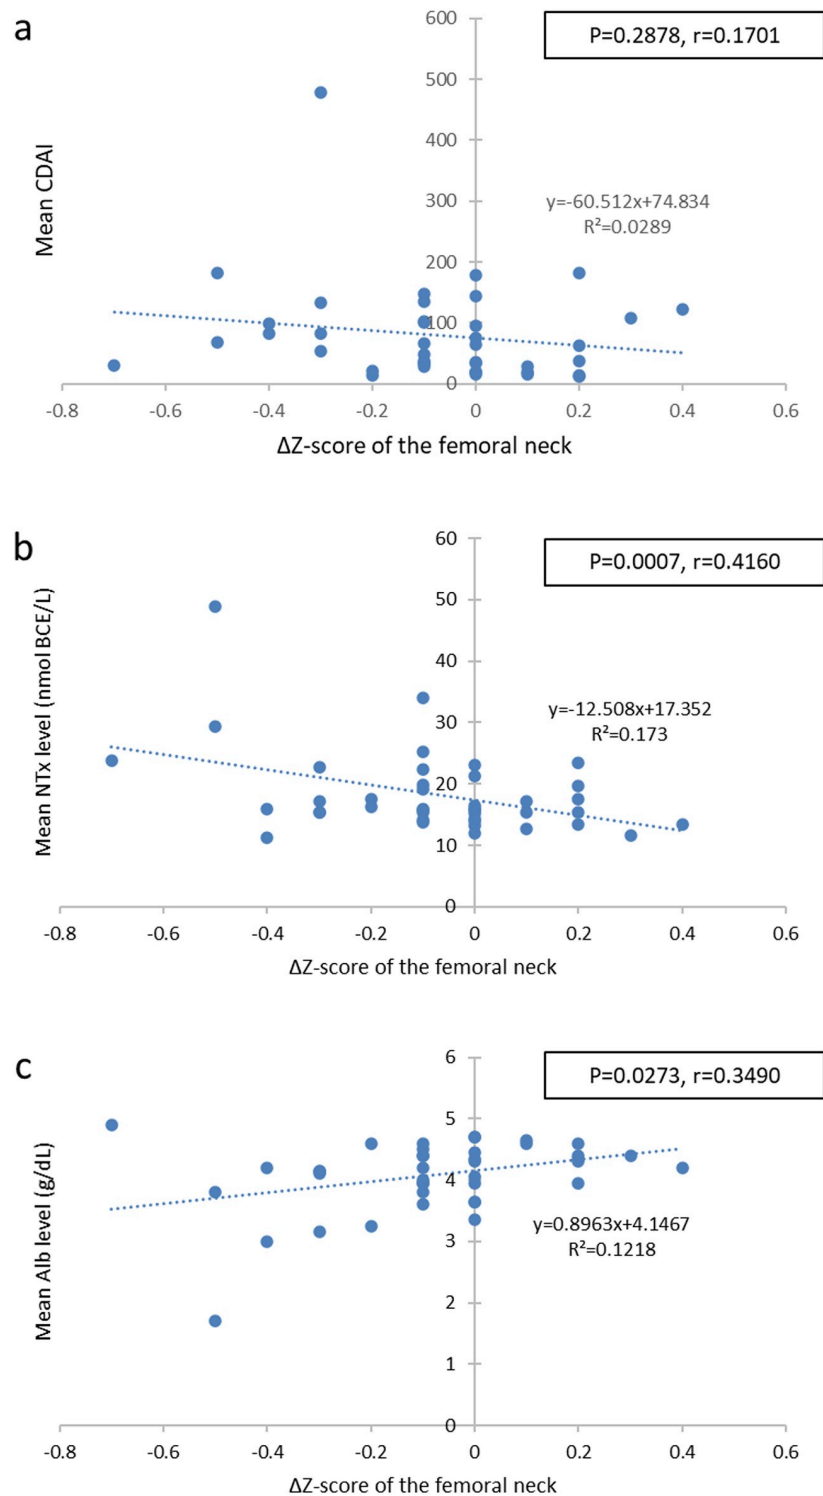 a
600
P=0.2878, r=0.1701
500
400
300
y=-60.512x+74.834
R²=0.0289
200
100
0
Mean CDAI
-0.8 -0.6 -0.4 -0.2 0 0.2 0.4 0.6
ΔZ-score of the femoral neck
b
60
P=0.0007, r=0.4160
50
40
30
y=-12.508x+17.352
R²=0.173
20
10
0
Mean NTx level (nmol BCE/L)
-0.8 -0.6 -0.4 -0.2 0 0.2 0.4 0.6
ΔZ-score of the femoral neck
c
6
P=0.0273, r=0.3490
5
4
y=0.8963x+4.1467
3
R²=0.1218
2
1
0
Mean Alb level (g/dL)
-0.8 -0.6 -0.4 -0.2 0 0.2 0.4 0.6
ΔZ-score of the femoral neck